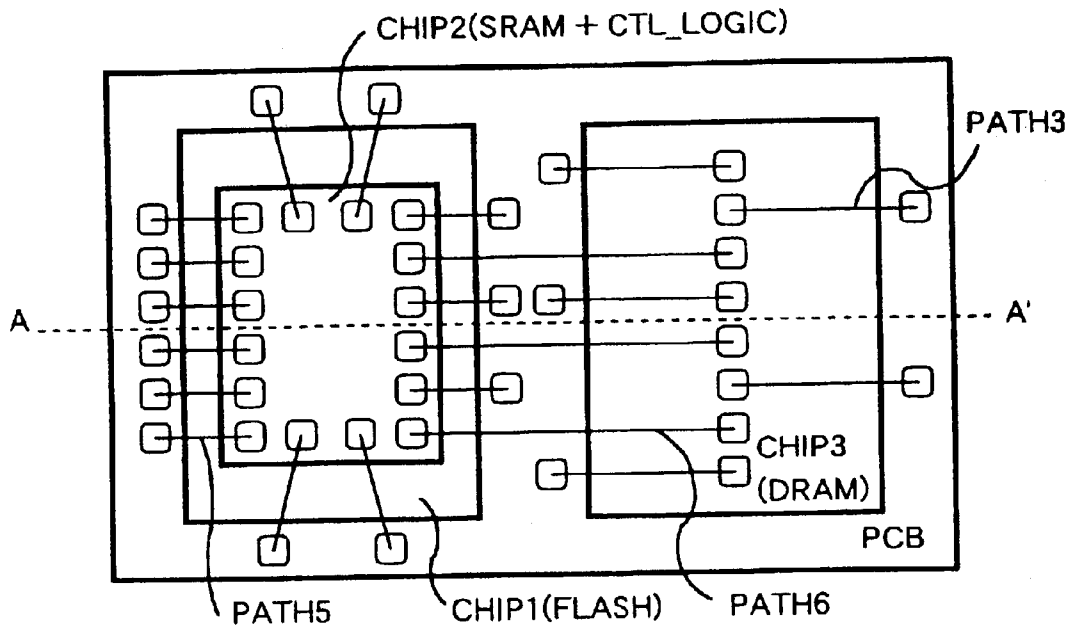 CHIP2(SRAM + CTL_LOGIC)
PATH3
A
A'
CHIP3
(DRAM)
PCB
PATH5
CHIP1(FLASH)
PATH6